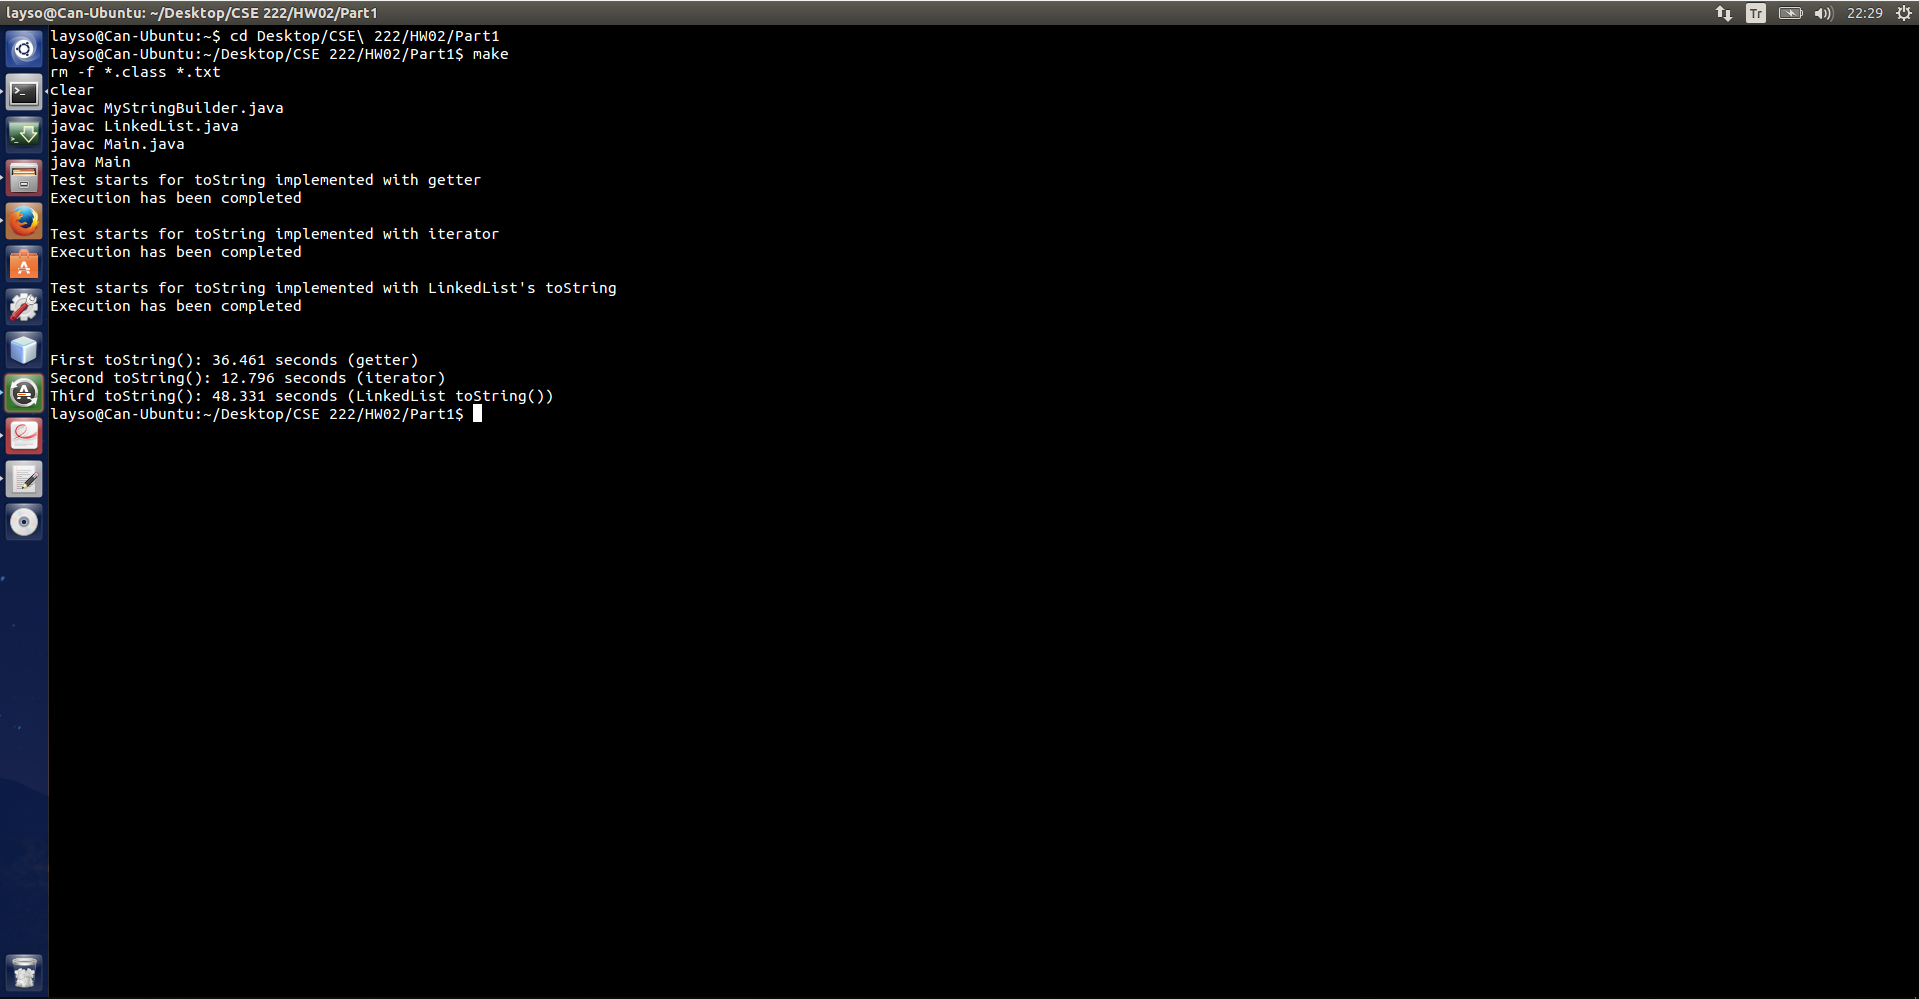 layso@Can-Ubuntu: ~/Desktop/CSE 222/HW02/Part1
Tr
22:29
layso@Can-Ubuntu:~$ cd Desktop/CSE\ 222/HW02/Part1
layso@Can-Ubuntu:~/Desktop/CSE 222/HW02/Part1$ make
rm -f *.class *.txt
clear
javac MyStringBuilder.java
javac LinkedList.java
javac Main.java
java Main
Test starts for toString implemented with getter
Execution has been completed
Test starts for toString implemented with iterator
Execution has been completed
Test starts for toString implemented with LinkedList's toString
Execution has been completed
First toString(): 36.461 seconds (getter)
Second toString(): 12.796 seconds (iterator)
Third toString(): 48.331 seconds (LinkedList toString())
layso@Can-Ubuntu:~/Desktop/CSE 222/HW02/Part1$